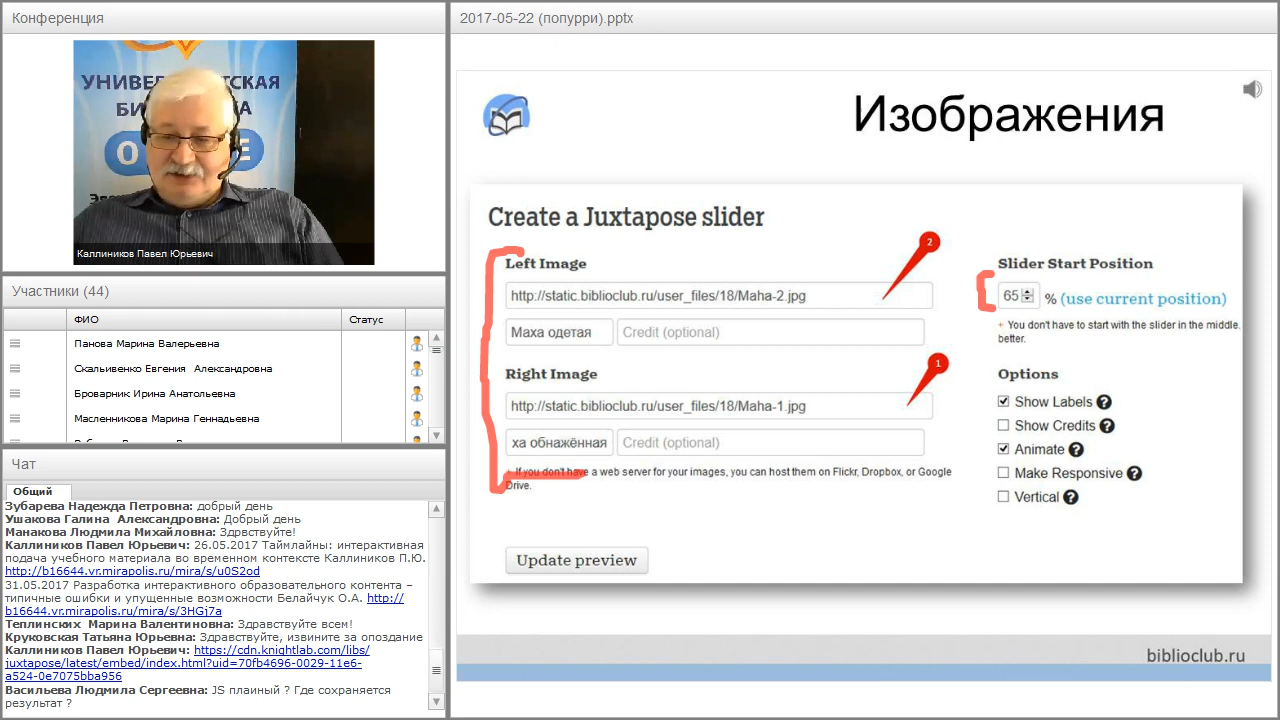 Конференция
УНИВЕР ТСКАЯ
БИ КА
О Е
Каллиников Павел Юрьевич
Участники (44)
ФИО Статус
Панова Марина Валерьевна
Скальивенко Евгения Александровна
Броварник Ирина Анатольевна
Масленникова Марина Геннадьевна
Чат
Общий
Зубарева Надежда Петровна: добрый день
Ушакова Галина Александровна: Добрый день
Манакова Людмила Михайловна: Здрвствуйте!
Каллиников Павел Юрьевич: 26.05.2017 Таймлайны: интерактивная
подача учебного материала во временном контексте Каллиников П.Ю.
http://b16644.vr.mirapolis.ru/mira/s/u0S2od
31.05.2017 Разработка интерактивного образовательного контента –
типичные ошибки и упущенные возможности Белайчук О.А. http://
b16644.vr.mirapolis.ru/mira/s/3HGj7a
Теплинских Марина Валентиновна: Здравствуйте всем!
Круковская Татьяна Юрьевна: Здравствуйте, извините за опоздание
Каллиников Павел Юрьевич: https://cdn.knightlab.com/libs/
juxtapose/latest/embed/index.html?uid=70fb4696-0029-11e6-
a524-0e7075bba956
Васильева Людмила Сергеевна: JS плаиный ? Где сохраняется
результат ?
2017-05-22 (попурри).pptx
Изображения
Create a Juxtapose slider
2
Left Image
http://static.biblioclub.ru/user_files/18/Maha-2.jpg
Маха одетая Credit (optional)
1
Right Image
http://static.biblioclub.ru/user_files/18/Maha-1.jpg
ха обнажённая Credit (optional)
+ If you don't have a web server for your images, you can host them on Flickr, Dropbox, or Google
Drive.
Update preview
Slider Start Position
65 % (use current position)
+ You don't have to start with the slider in the middle.
better.
Options
Show Labels ?
Show Credits ?
Animate ?
Make Responsive ?
Vertical ?
biblioclub.ru